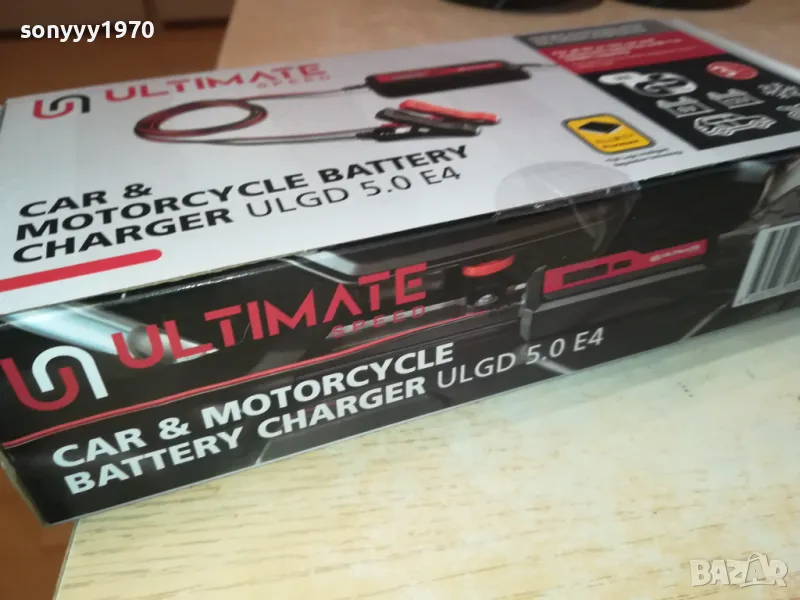 sonyyy1970
ULTIMATE
SPEED
CAR &
MOTORCYCLE BATTERY
CHARGER ULGD 5.0 E4
ULTIMATE
SPEED
CAR & MOTORCYCLE
BATTERY CHARGER ULGD 5.0 E4
BAZAR